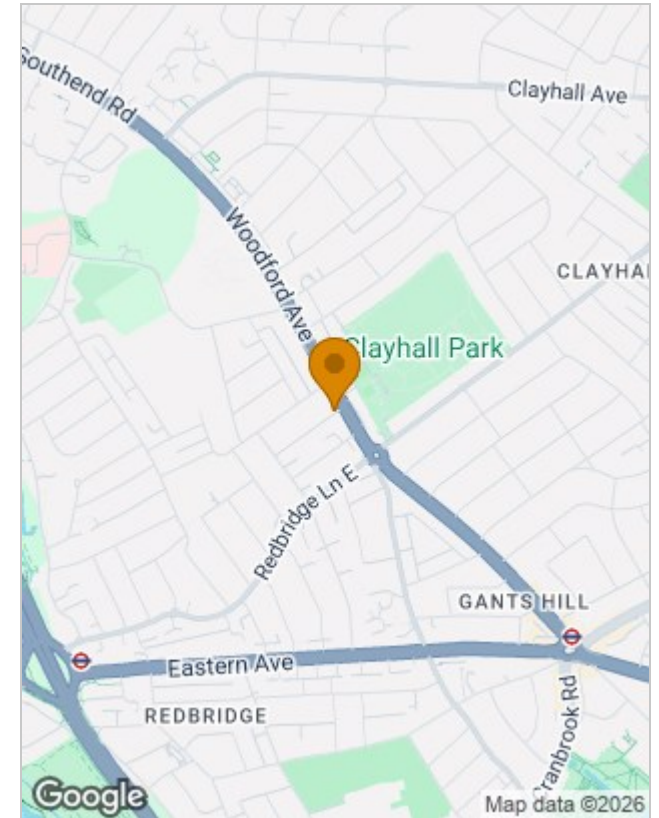 Southend Rd
Clayhall Ave
Woodford Ave
CLAYHA
Clayhall Park
Redbridge Ln E
GANTS HILL
Eastern Ave
REDBRIDGE
Cranbrook Rd
Google
Map data ©2026